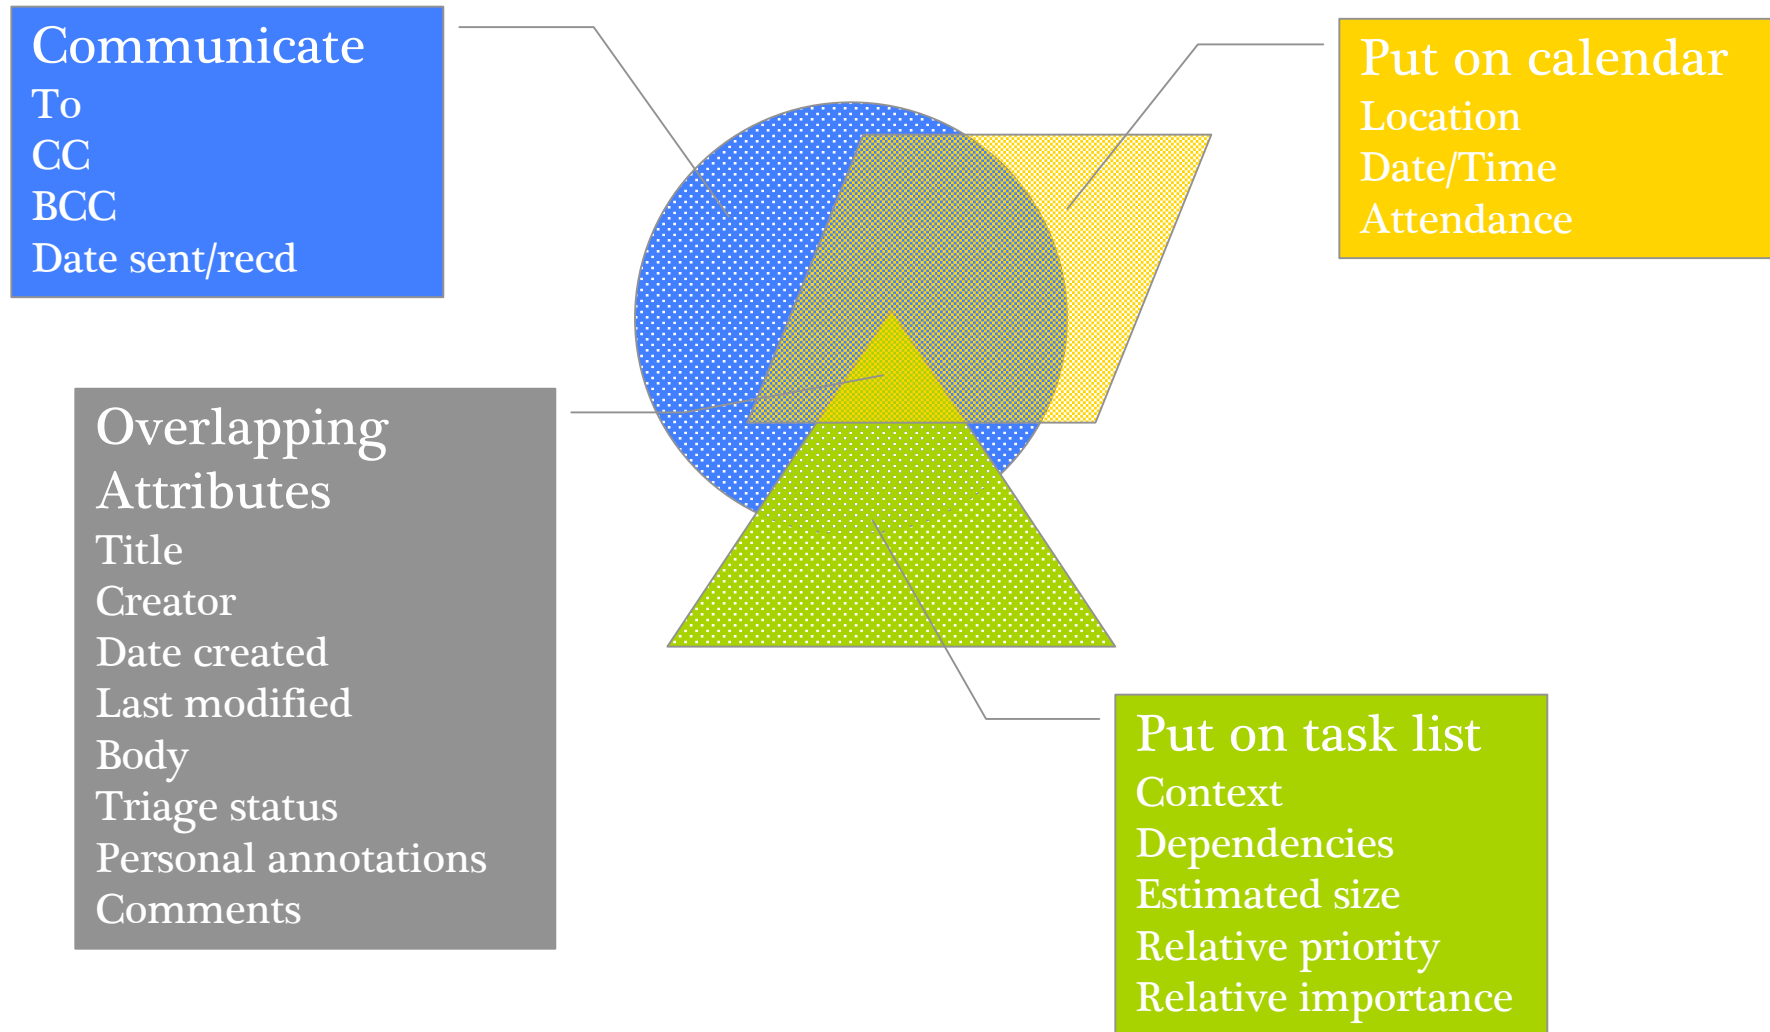 Communicate
To
CC
BCC
Date sent/recd
Put on calendar
Location
Date/Time
Attendance
Overlapping
Attributes
Title
Creator
Date created
Last modified
Body
Triage status
Personal annotations
Comments
Put on task list
Context
Dependencies
Estimated size
Relative priority
Relative importance